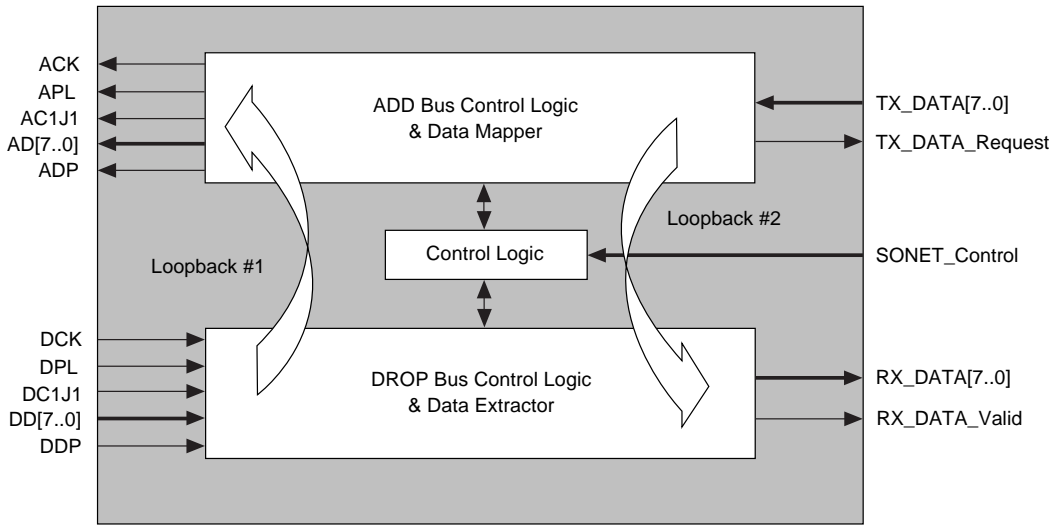 ACK
APL
AC1J1
AD[7..0]
ADP
ADD Bus Control Logic
& Data Mapper
TX_DATA[7..0]
TX_DATA_Request
Loopback #1
Control Logic
Loopback #2
SONET_Control
DCK
DPL
DC1J1
DD[7..0]
DDP
DROP Bus Control Logic
& Data Extractor
RX_DATA[7..0]
RX_DATA_Valid